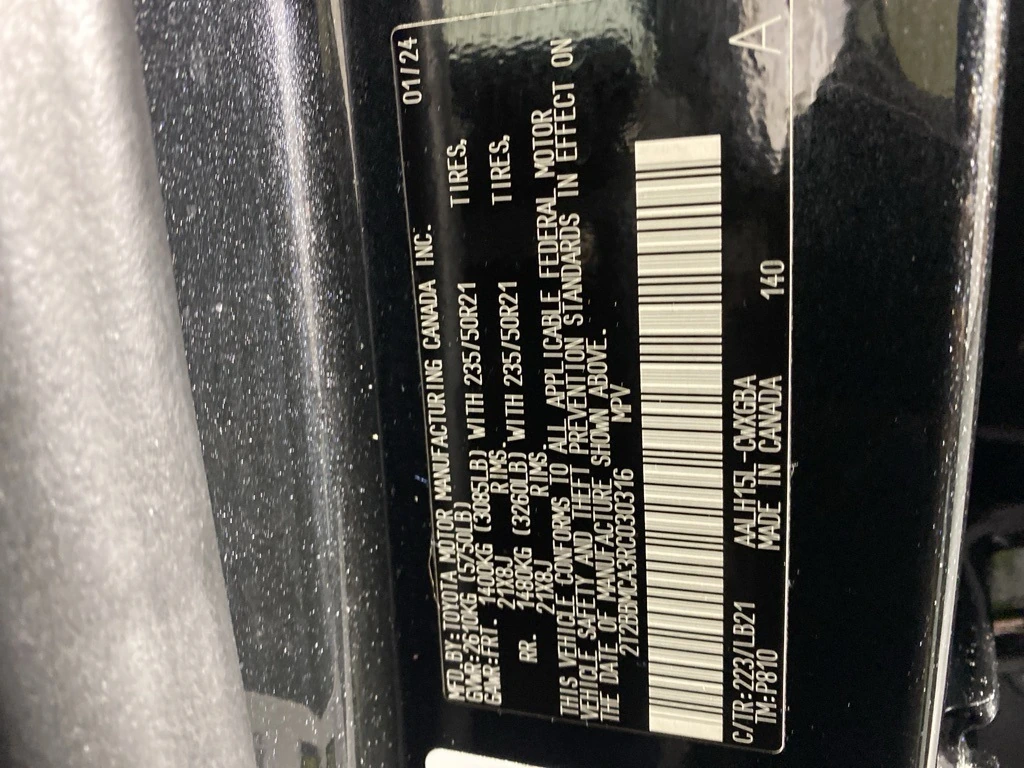 MFD.BY:TOYOTA MOTOR MANUFACTURING CANADA INC. 01/24
GVWR:2610KG (5750LB)
GAWR:FRT. 1400KG (3085LB) WITH 235/50R21 TIRES,
21X8J RIMS.
RR. 1480KG (3260LB) WITH 235/50R21 TIRES,
21X8J RIMS.
THIS VEHICLE CONFORMS TO ALL APPLICABLE FEDERAL MOTOR
VEHICLE SAFETY AND THEFT PREVENTION STANDARDS IN EFFECT ON
THE DATE OF MANUFACTURE SHOWN ABOVE.
2T2BBMCA3RC030316 MPV
C/TR:223/LB21 AALH15L-CWXGBA A
TM:P810 MADE IN CANADA 140